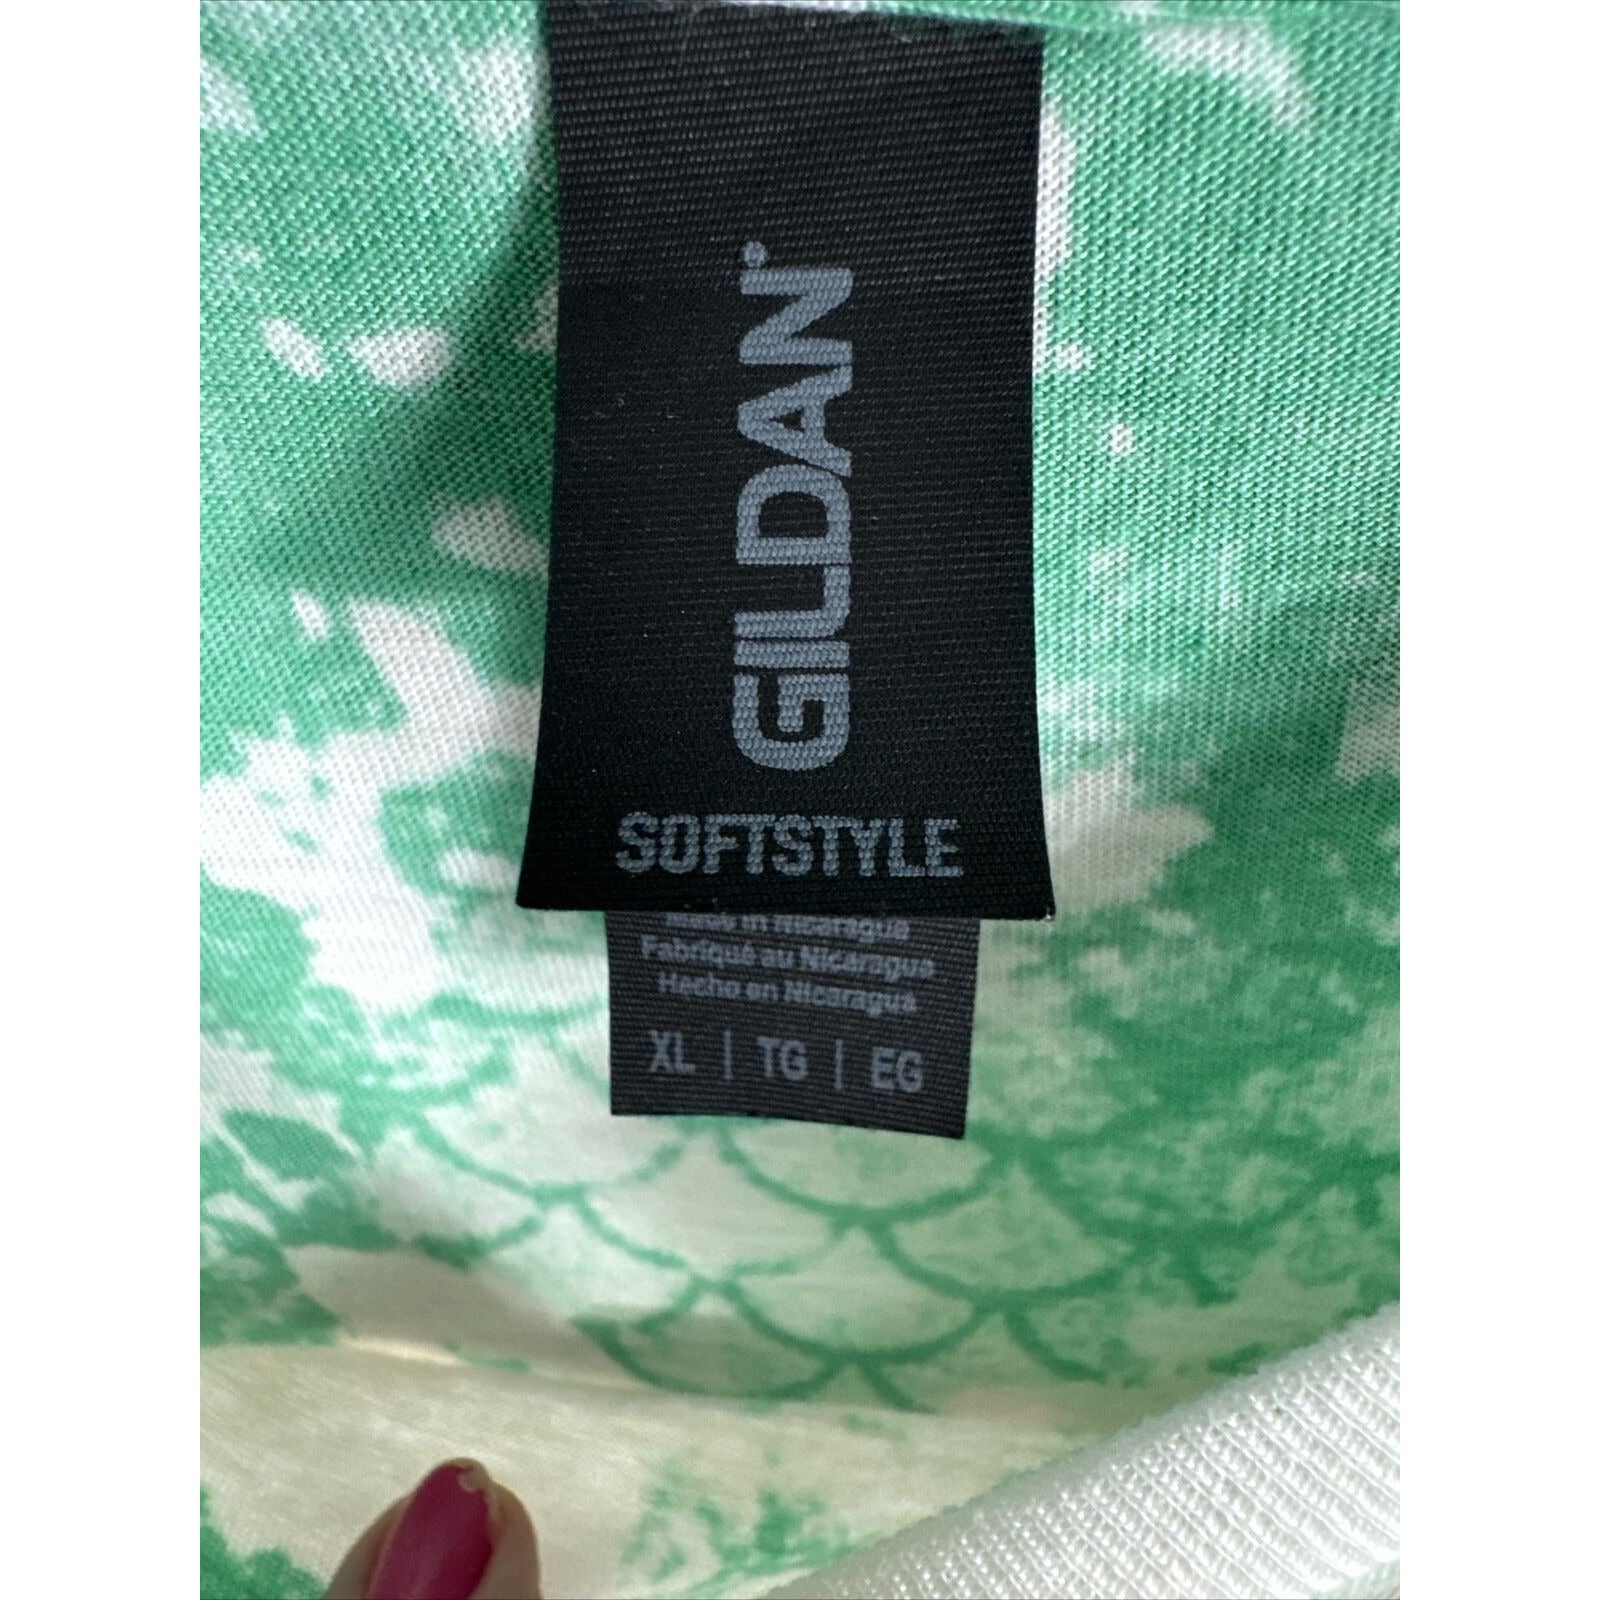 GILDAN®
SOFTSTYLE
Made in Nicaragua
Fabriqué au Nicaragua
Hecho en Nicaragua
XL | TG | EG